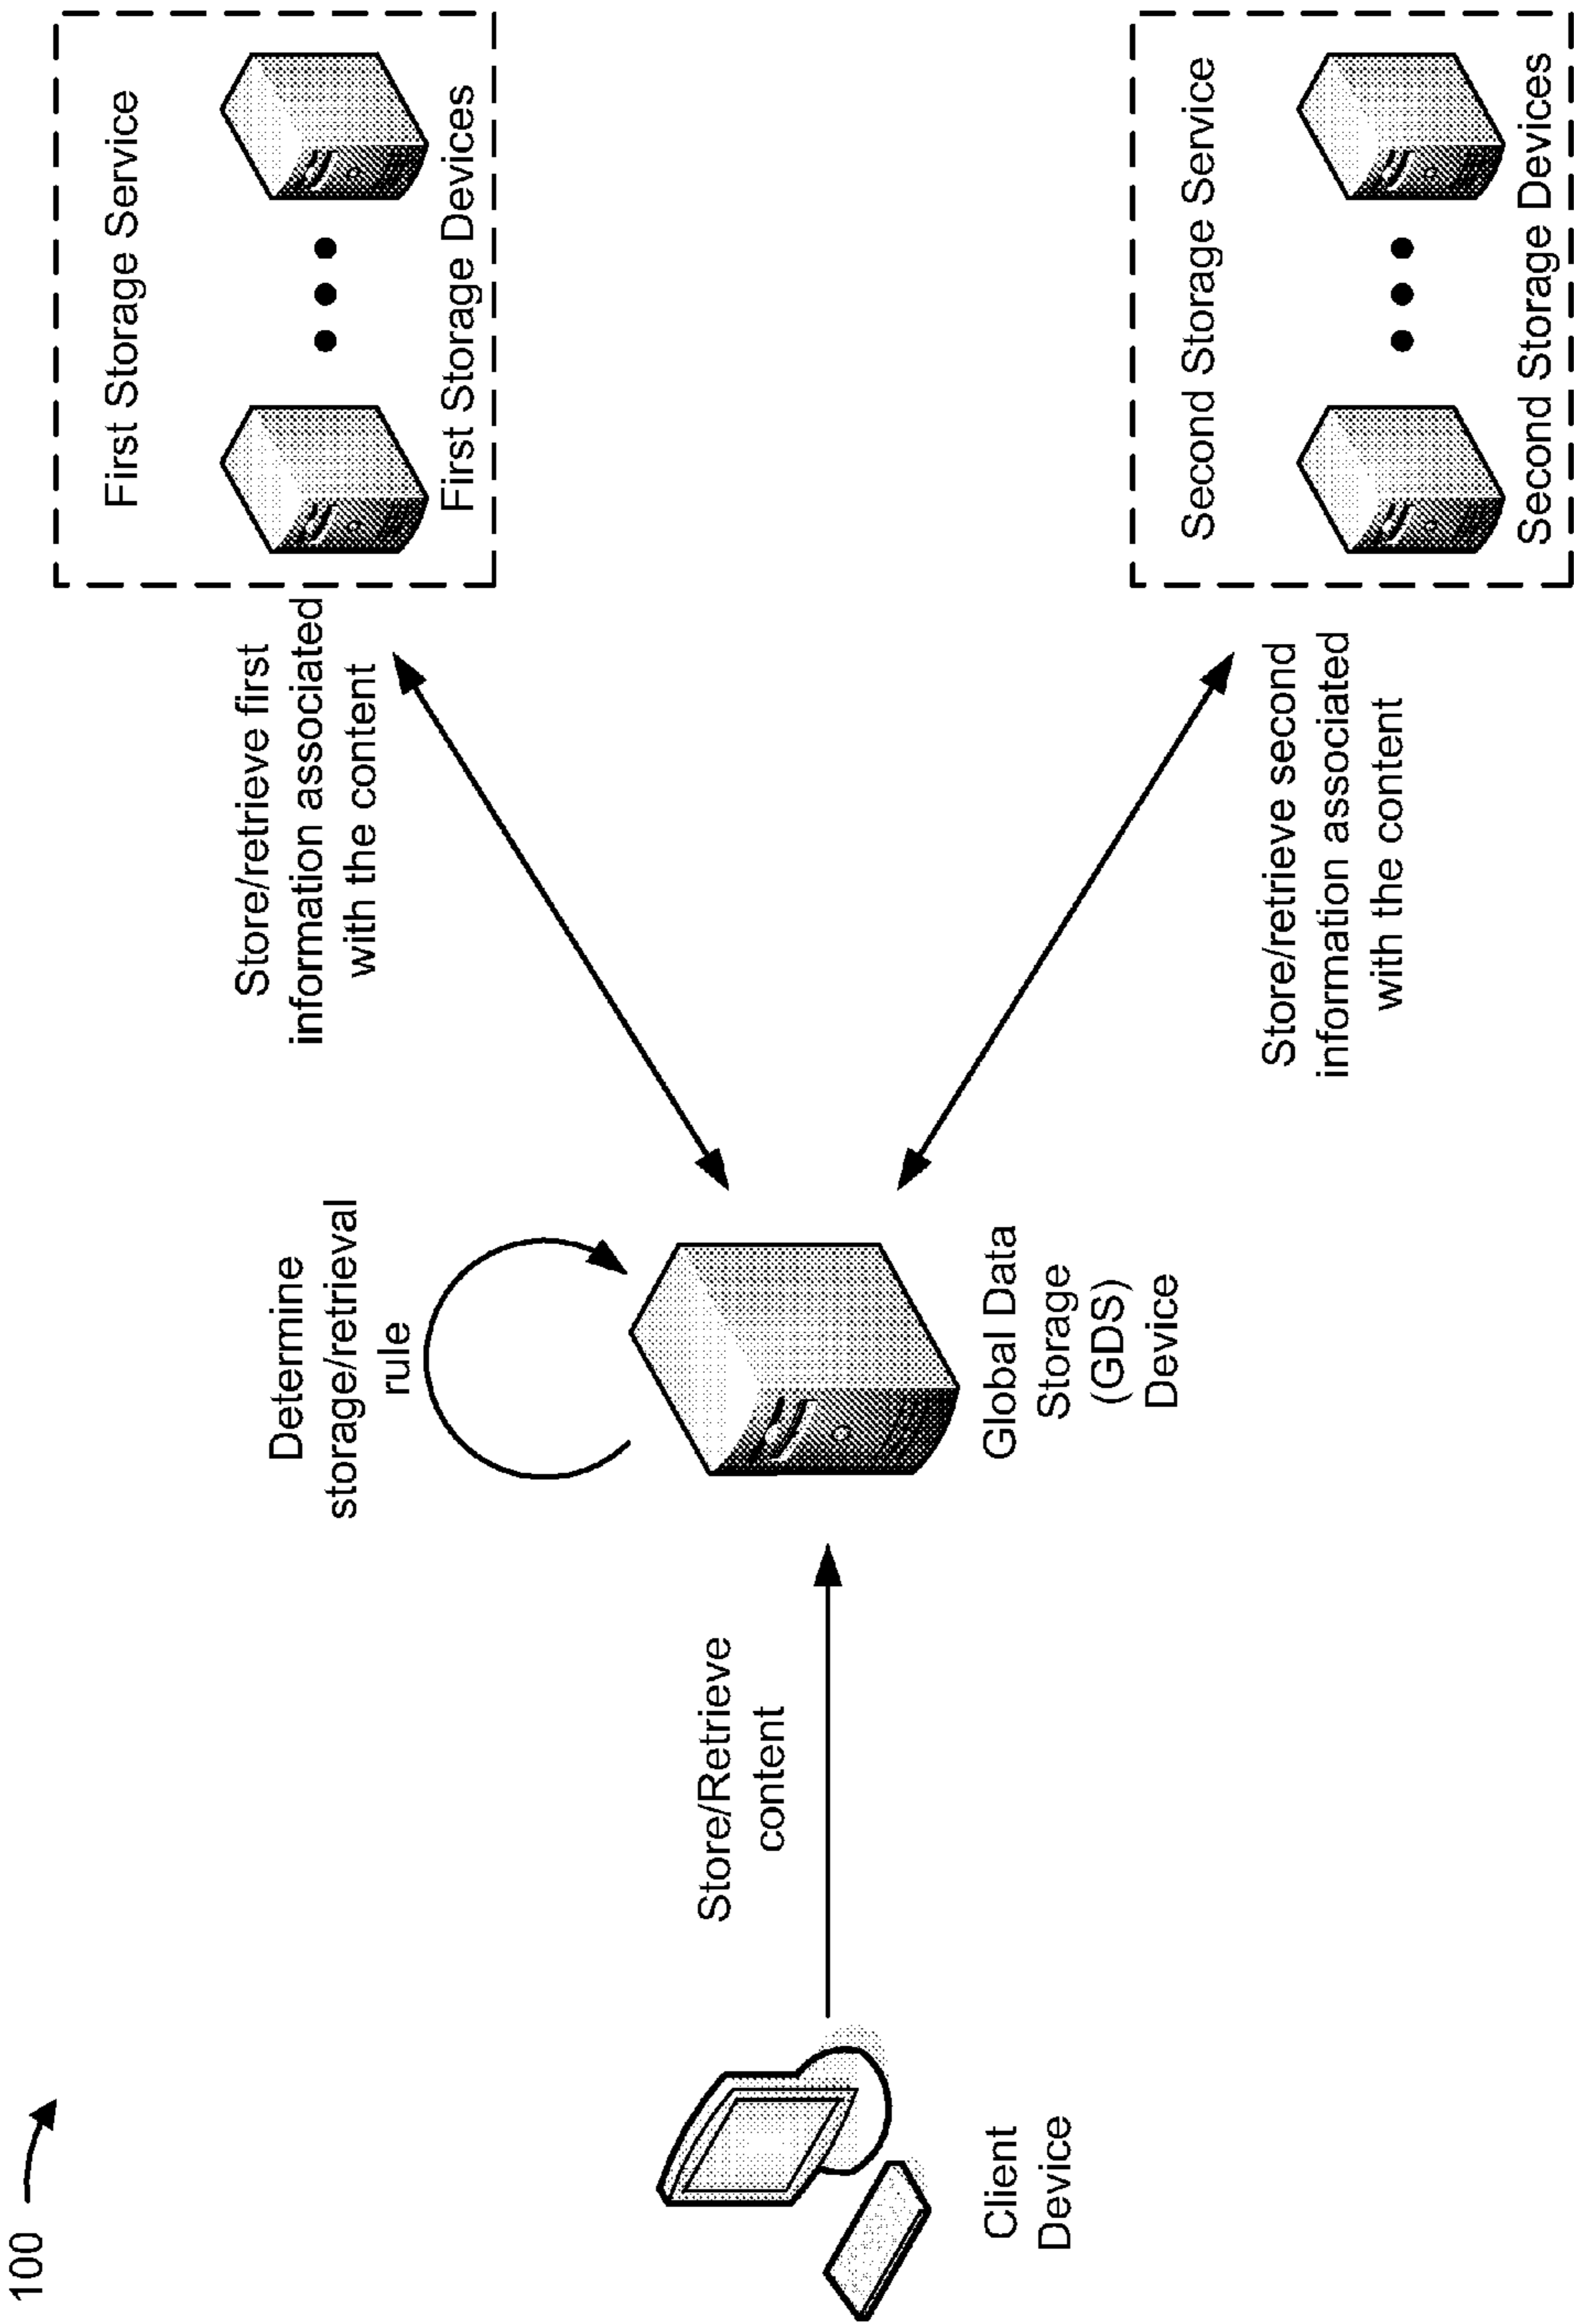 100
Client
Device
Store/Retrieve
content
Determine
storage/retrieval
rule
Global Data
Storage
(GDS)
Device
Store/retrieve first
information associated
with the content
First Storage Service
First Storage Devices
Store/retrieve second
information associated
with the content
Second Storage Service
Second Storage Devices